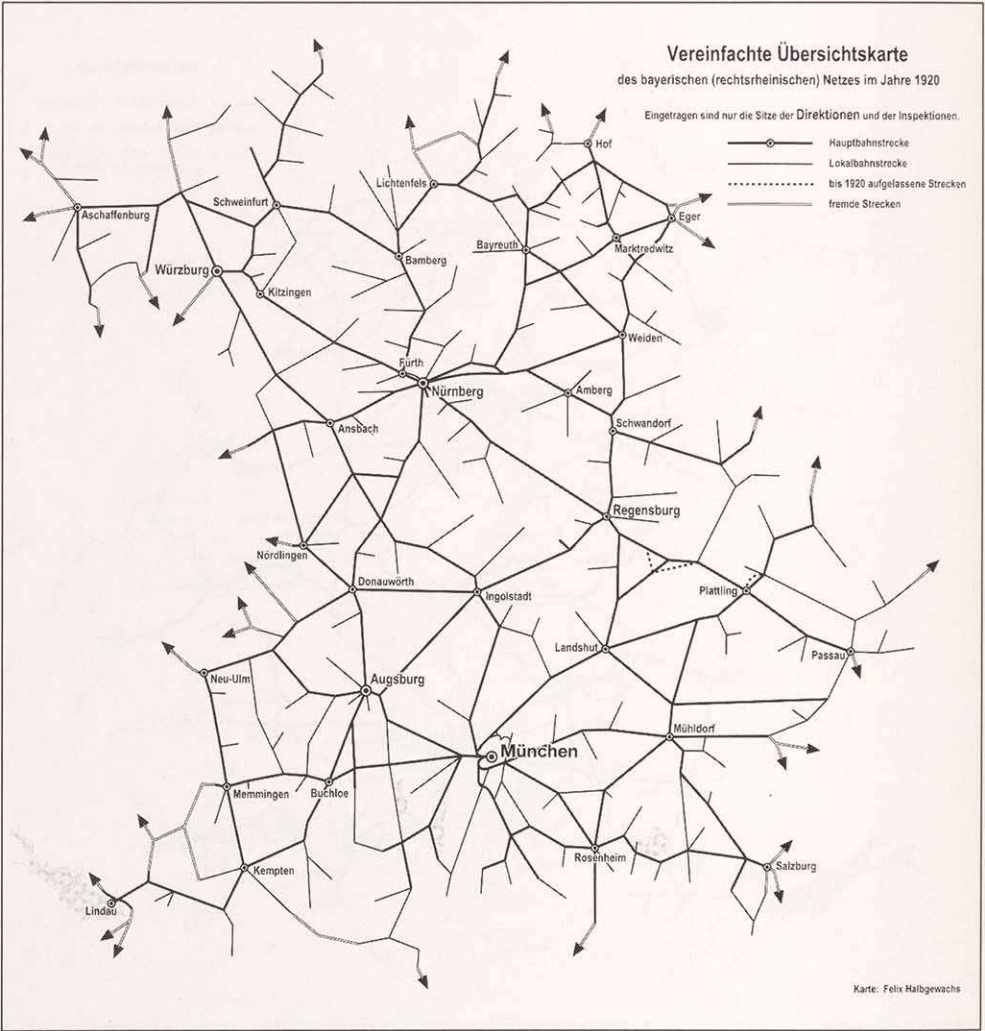 Vereinfachte Übersichtskarte
des bayerischen (rechtsrheinischen) Netzes im Jahre 1920
Eingetragen sind nur die Sitze der Direktionen und der Inspektionen.
Hauptbahnstrecke
Lokalbahnstrecke
bis 1920 aufgelassene Strecken
fremde Strecken
Hof
Lichtenfels
Schweinfurt
Aschaffenburg
Eger
Marktredwitz
Bayreuth
Bamberg
Würzburg
Kitzingen
Weiden
Fürth
Nürnberg
Amberg
Ansbach
Schwandorf
Regensburg
Nördlingen
Donauwörth
Ingolstadt
Plattling
Landshut
Passau
Neu-Ulm
Augsburg
Mühldorf
München
Memmingen
Buchloe
Rosenheim
Salzburg
Kempten
Lindau
Karte: Felix Halbgewachs